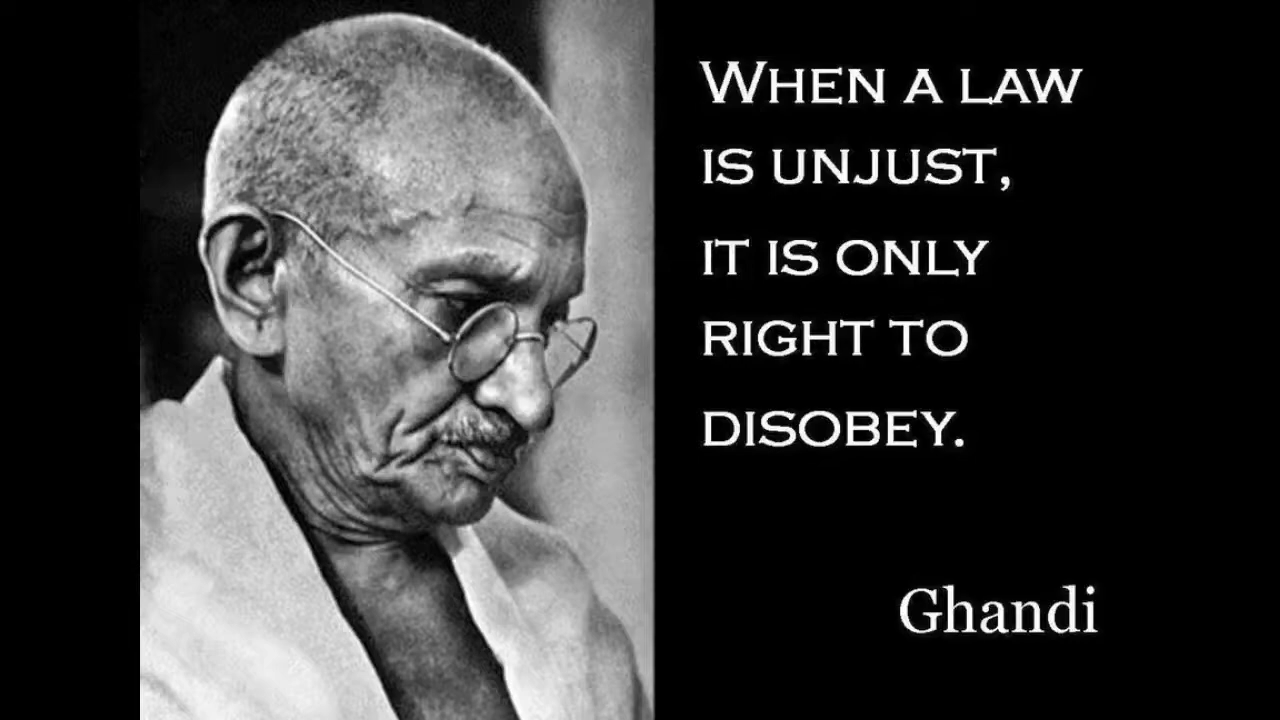 WHEN A LAW
IS UNJUST,
IT IS ONLY
RIGHT TO
DISOBEY.
Ghandi